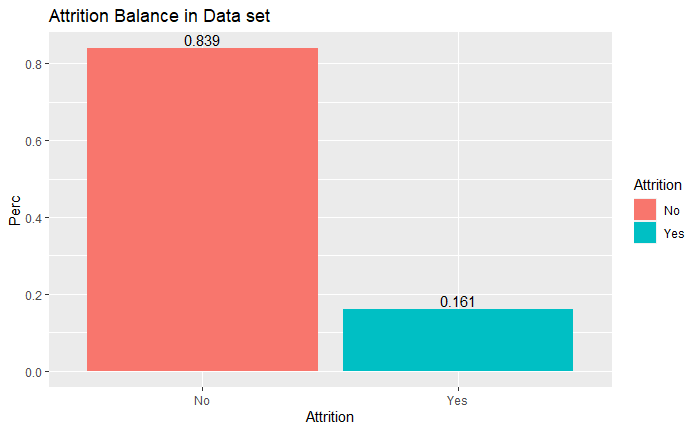 Attrition Balance in Data set
0.839
0.8
0.6
0.4
0.2
0.0
Perc
0.161
No
Yes
Attrition
Attrition
No
Yes